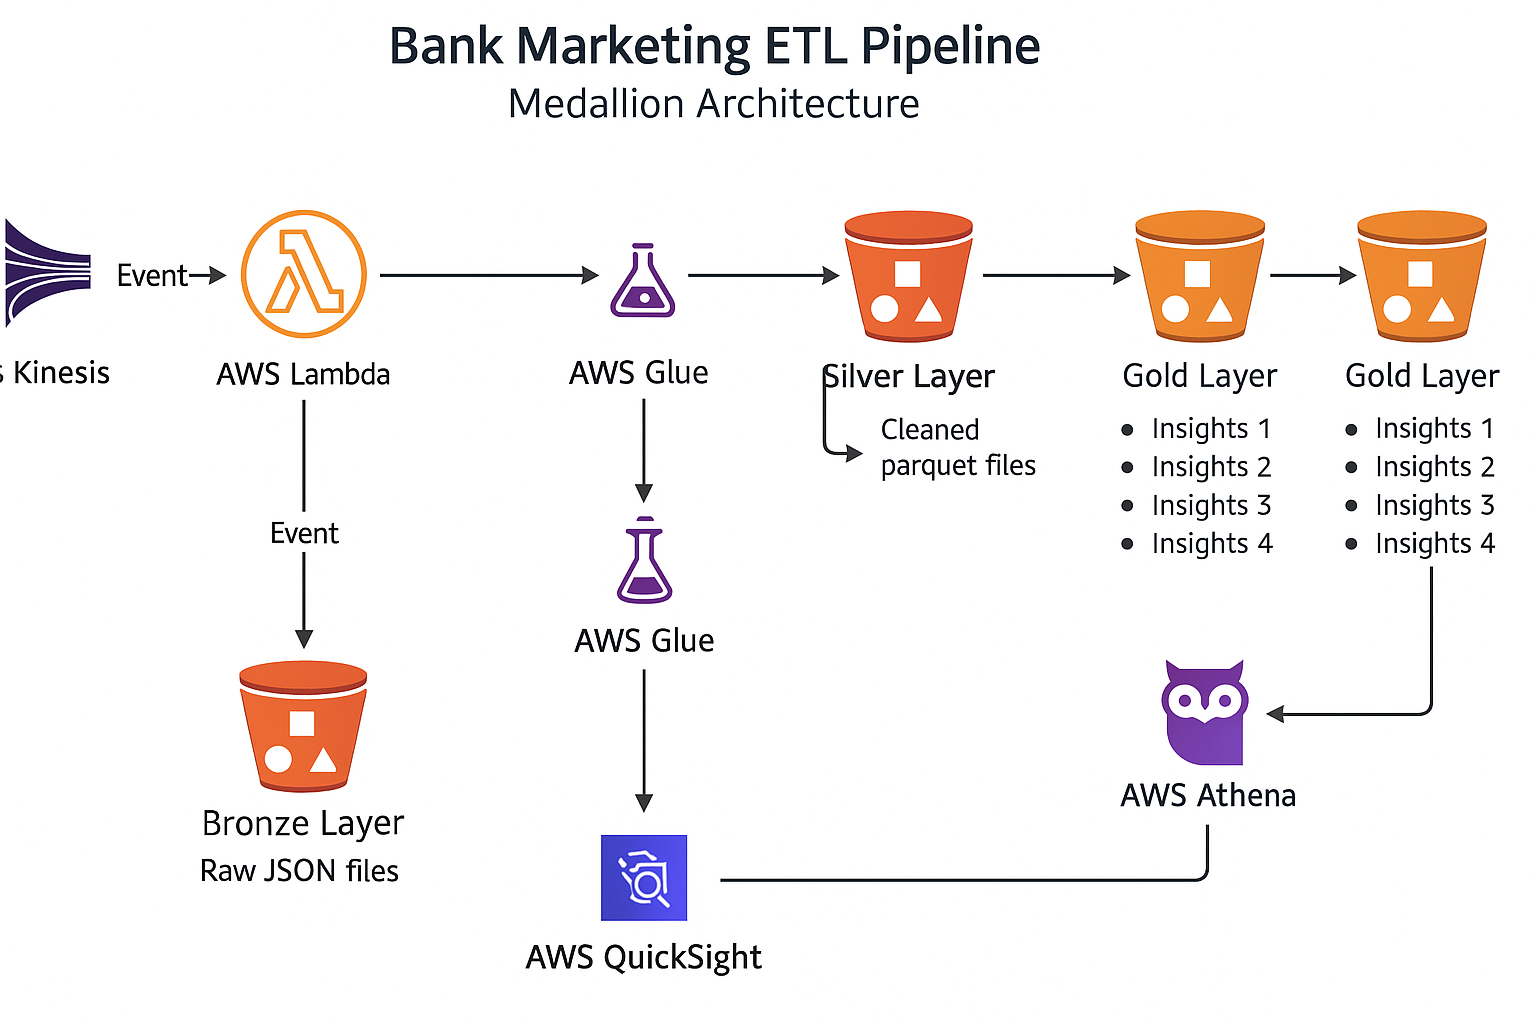 Bank Marketing ETL Pipeline
Medallion Architecture
Event
s Kinesis
AWS Lambda
AWS Glue
Silver Layer
Gold Layer
Gold Layer
Cleaned
parquet files
Insights 1
Insights 2
Insights 3
Insights 4
Insights 1
Insights 2
Insights 3
Insights 4
Event
AWS Glue
Bronze Layer
Raw JSON files
AWS Athena
AWS QuickSight